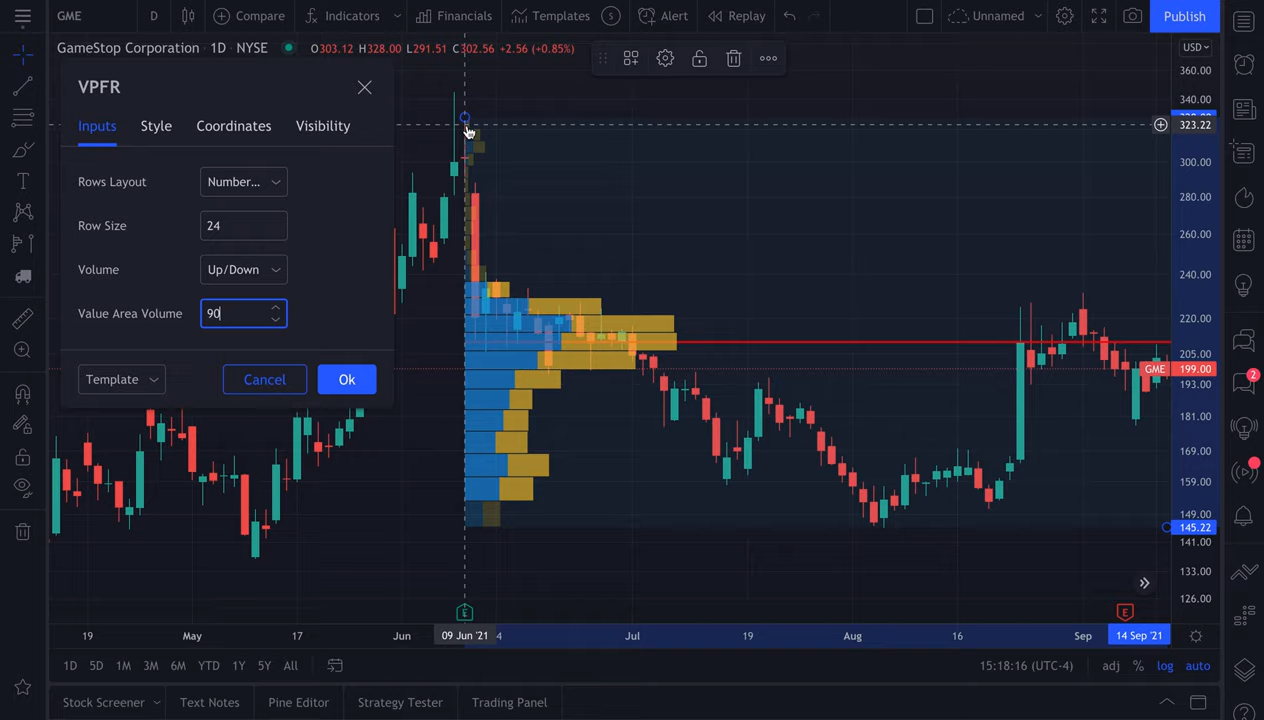 GME D Compare Indicators Financials Templates S Alert Replay Unnamed Publish
GameStop Corporation · 1D · NYSE O303.12 H328.00 L291.51 C302.56 +2.56 (+0.85%) USD
VPFR
Inputs Style Coordinates Visibility
Rows Layout Number...
Row Size 24
Volume Up/Down
Value Area Volume 90
Template Cancel Ok
360.00
340.00
323.22
300.00
280.00
260.00
240.00
220.00
205.00
GME 199.00
193.00
181.00
169.00
159.00
149.00
145.22
141.00
133.00
126.00
2
E E
19 May 17 Jun 09 Jun '21 4 Jul 19 Aug 16 Sep 14 Sep '21
1D 5D 1M 3M 6M YTD 1Y 5Y All 15:18:16 (UTC-4) adj % log auto
Stock Screener Text Notes Pine Editor Strategy Tester Trading Panel